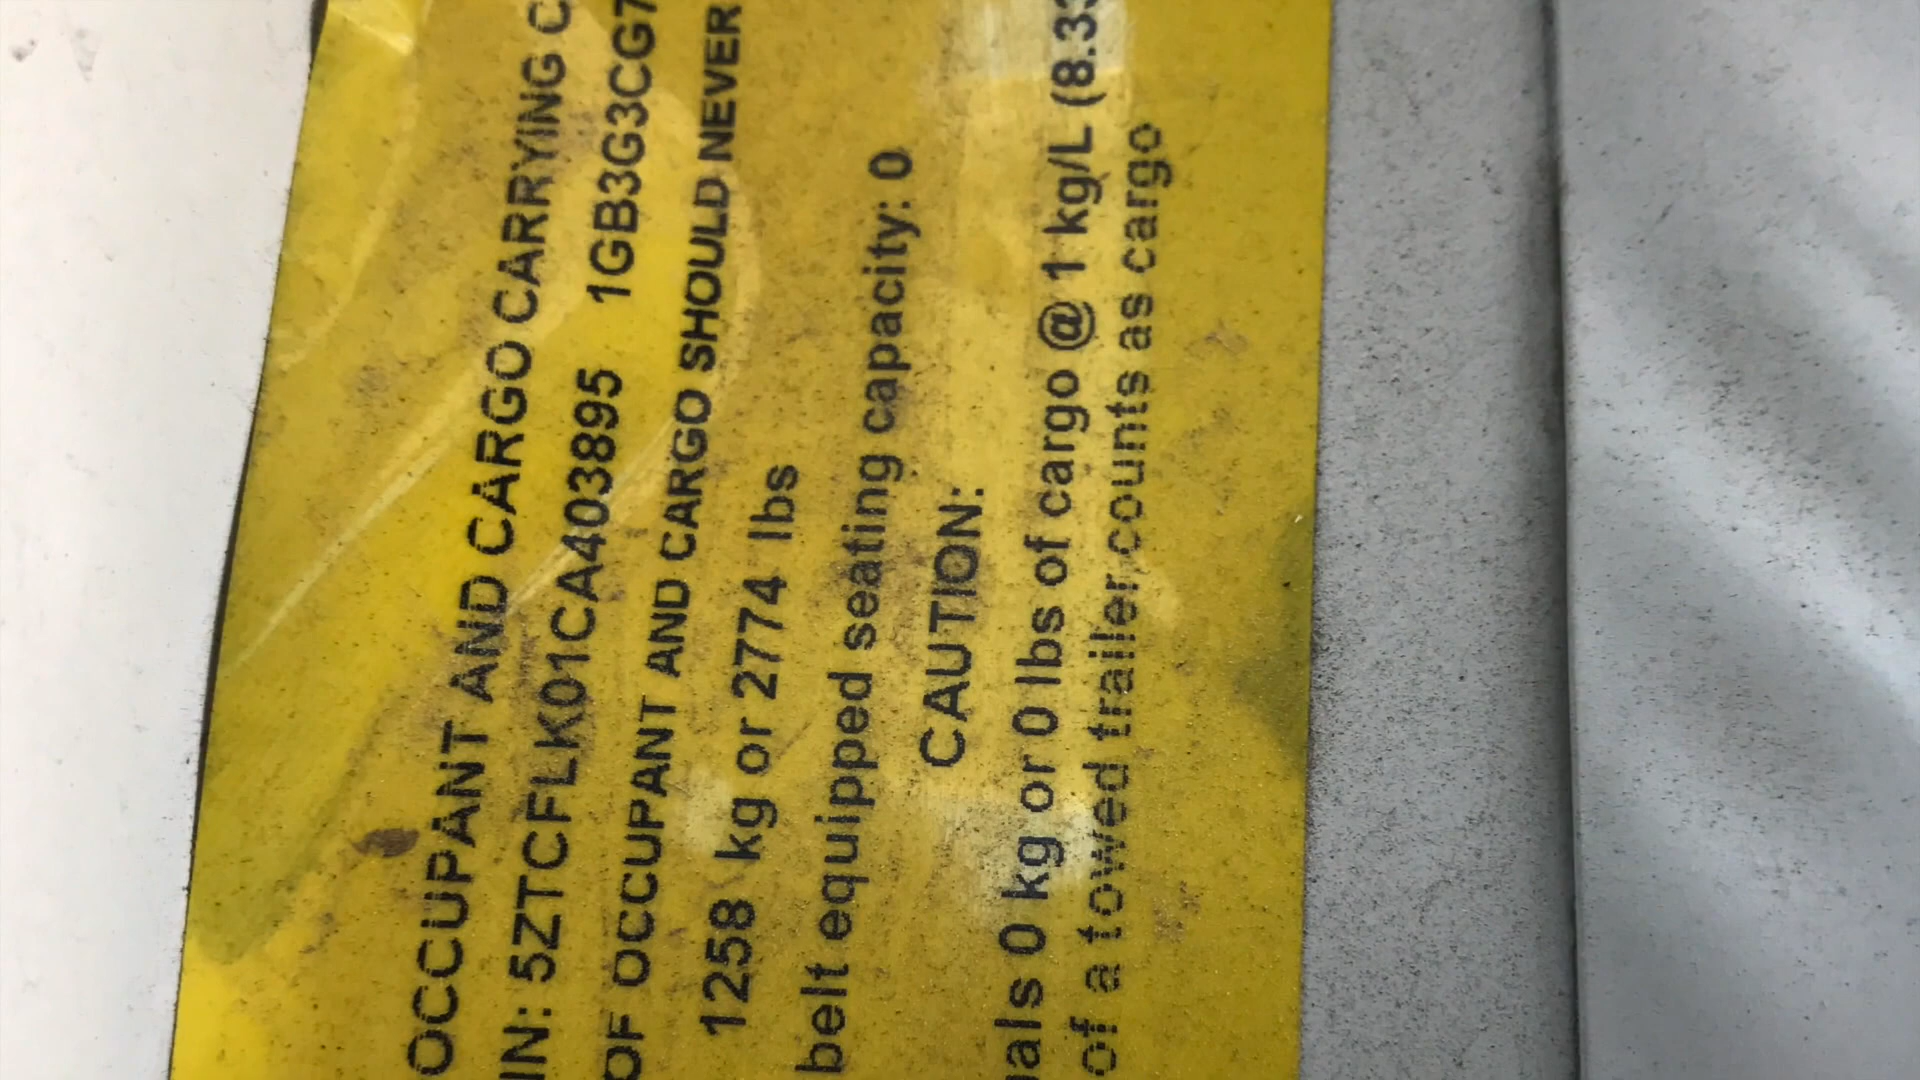 OCCUPANT AND CARGO CARRYING C
IN: 5ZTCFLK01CA403895 1GB3G3CG7
OF OCCUPANT AND CARGO SHOULD NEVER
1258 kg or 2774 lbs
belt equipped seating capacity: 0
CAUTION:
als 0 kg or 0 lbs of cargo @ 1 kg/L (8.33
of a towed trailer counts as cargo